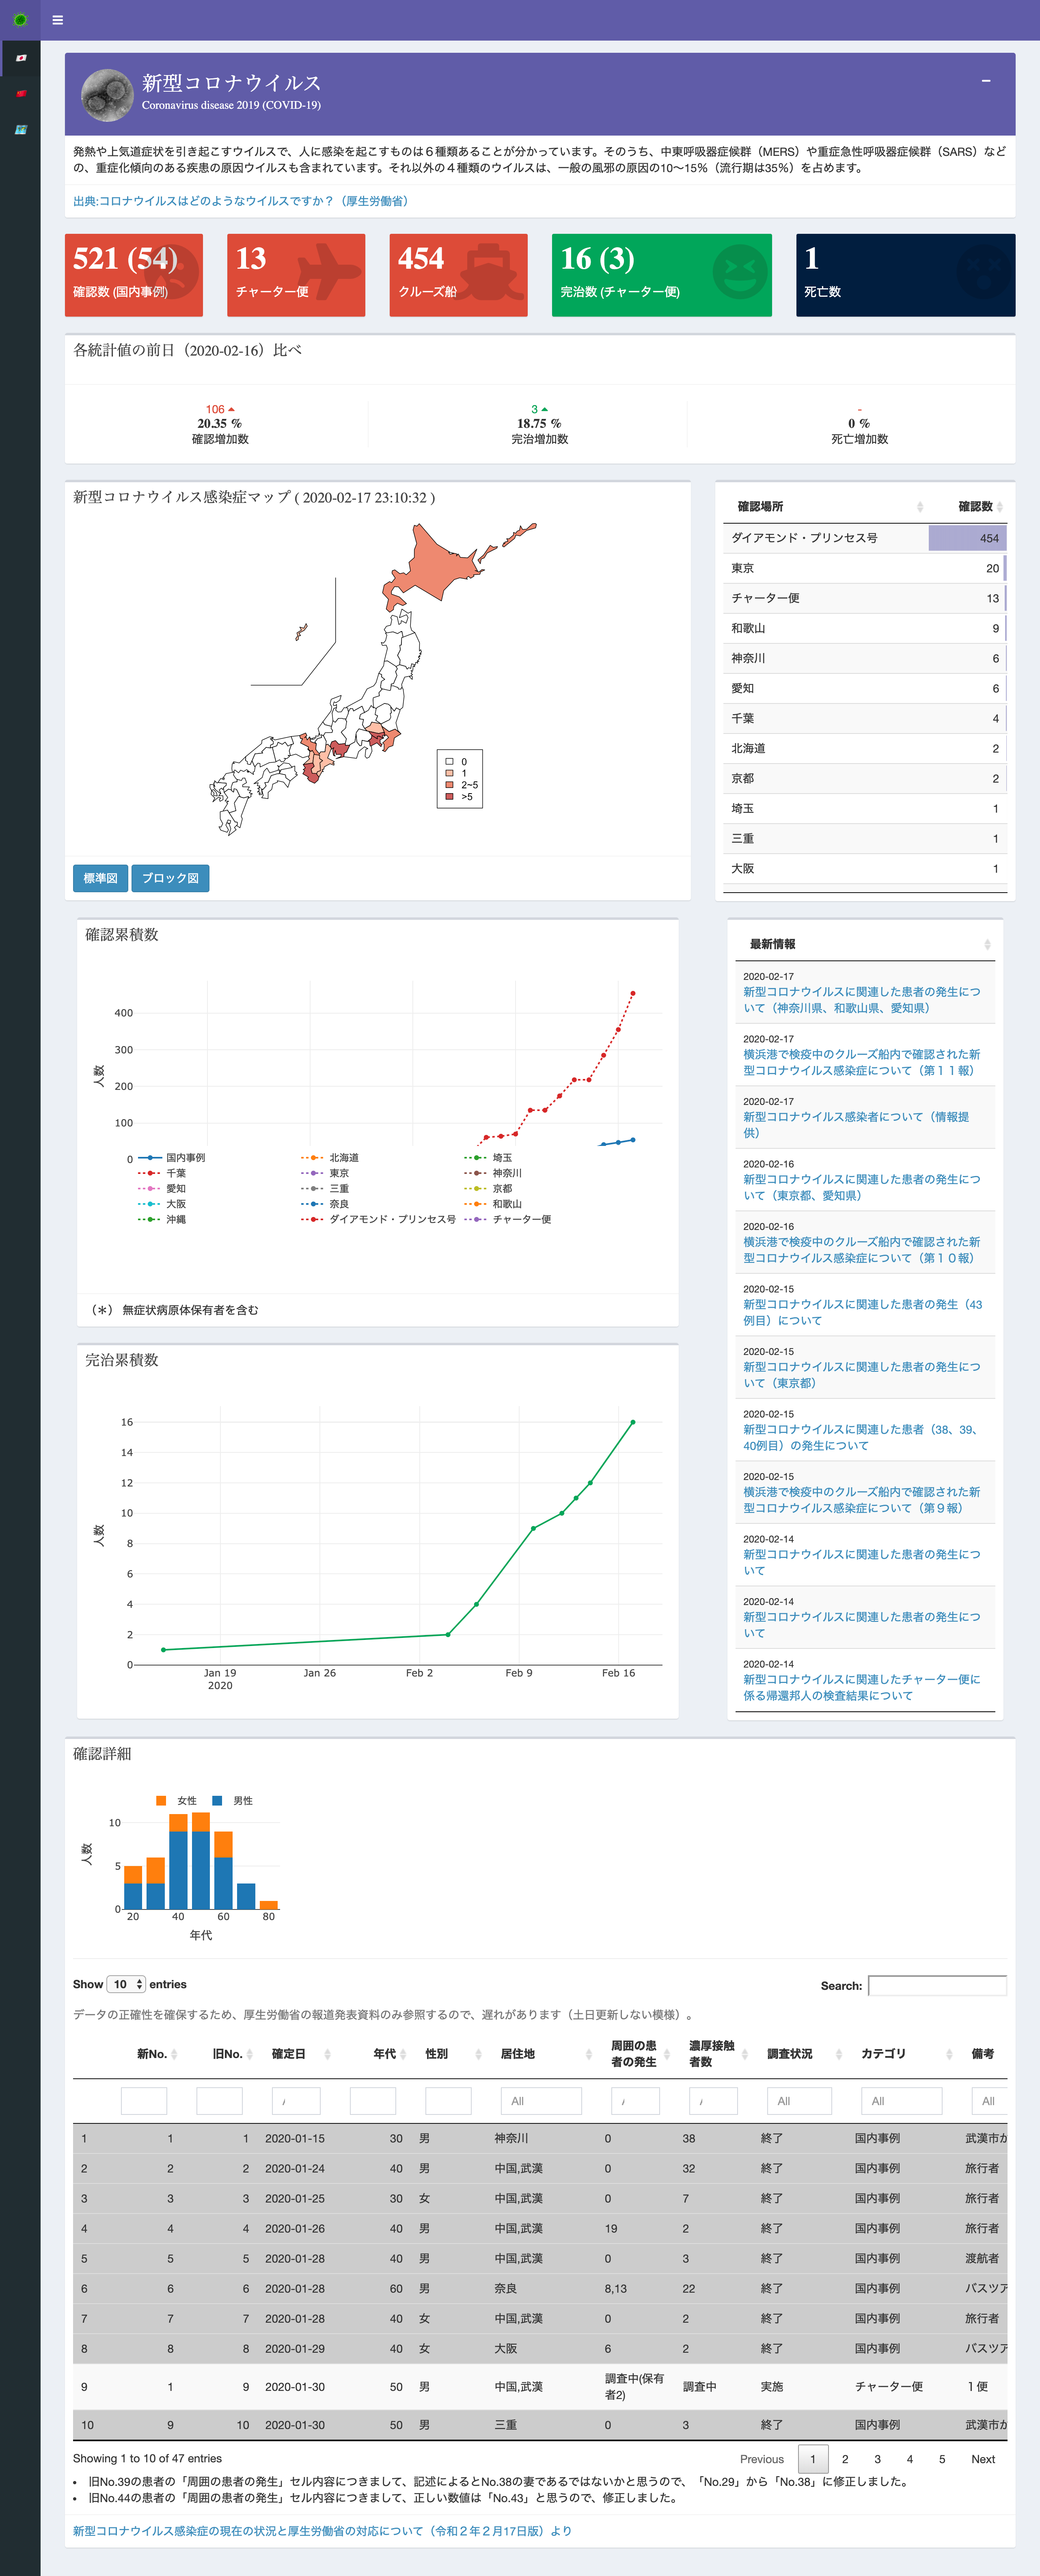 新型コロナウイルス
Coronavirus disease 2019 (COVID-19)
発熱や上気道症状を引き起こすウイルスで、人に感染を起こすものは６種類あることが分かっています。そのうち、中東呼吸器症候群（MERS）や重症急性呼吸器症候群（SARS）など
の、重症化傾向のある疾患の原因ウイルスも含まれています。それ以外の４種類のウイルスは、一般の風邪の原因の10〜15%（流行期は35%）を占めます。
出典:コロナウイルスはどのようなウイルスですか？（厚生労働省）
521 (54)
確認数 (国内事例)
13
チャーター便
454
クルーズ船
16 (3)
完治数 (チャーター便)
1
死亡数
各統計値の前日（2020-02-16）比べ
106
20.35 %
確認増加数
3
18.75 %
完治増加数
-
0 %
死亡増加数
新型コロナウイルス感染症マップ ( 2020-02-17 23:10:32 )
0
1
2~5
>5
標準図 ブロック図
確認場所 確認数
ダイアモンド・プリンセス号 454
東京 20
チャーター便 13
和歌山 9
神奈川 6
愛知 6
千葉 4
北海道 2
京都 2
埼玉 1
三重 1
大阪 1
確認累積数
人数
400
300
200
100
0
国内事例 北海道 埼玉
千葉 東京 神奈川
愛知 三重 京都
大阪 奈良 和歌山
沖縄 ダイアモンド・プリンセス号 チャーター便
（＊） 無症状病原体保有者を含む
最新情報
2020-02-17
新型コロナウイルスに関連した患者の発生につ
いて（神奈川県、和歌山県、愛知県）
2020-02-17
横浜港で検疫中のクルーズ船内で確認された新
型コロナウイルス感染症について（第１１報）
2020-02-17
新型コロナウイルス感染者について（情報提
供）
2020-02-16
新型コロナウイルスに関連した患者の発生につ
いて（東京都、愛知県）
2020-02-16
横浜港で検疫中のクルーズ船内で確認された新
型コロナウイルス感染症について（第１０報）
2020-02-15
新型コロナウイルスに関連した患者の発生（43
例目）について
2020-02-15
新型コロナウイルスに関連した患者の発生につ
いて（東京都）
2020-02-15
新型コロナウイルスに関連した患者（38、39、
40例目）の発生について
2020-02-15
横浜港で検疫中のクルーズ船内で確認された新
型コロナウイルス感染症について（第９報）
2020-02-14
新型コロナウイルスに関連した患者の発生につ
いて
2020-02-14
新型コロナウイルスに関連した患者の発生につ
いて
2020-02-14
新型コロナウイルスに関連したチャーター便に
係る帰還邦人の検査結果について
完治累積数
人数
16
14
12
10
8
6
4
2
0
Jan 19 Jan 26 Feb 2 Feb 9 Feb 16
2020
確認詳細
女性 男性
人数
10
5
0
20 40 60 80
年代
Show 10 entries Search:
データの正確性を確保するため、厚生労働省の報道発表資料のみ参照するので、遅れがあります（土日更新しない模様）。
新No. 旧No. 確定日 年代 性別 居住地 周囲の患者の発生 濃厚接触者数 調査状況 カテゴリ 備考
All All All All
1 1 1 2020-01-15 30 男 神奈川 0 38 終了 国内事例 武漢市か
2 2 2 2020-01-24 40 男 中国,武漢 0 32 終了 国内事例 旅行者
3 3 3 2020-01-25 30 女 中国,武漢 0 7 終了 国内事例 旅行者
4 4 4 2020-01-26 40 男 中国,武漢 19 2 終了 国内事例 旅行者
5 5 5 2020-01-28 40 男 中国,武漢 0 3 終了 国内事例 渡航者
6 6 6 2020-01-28 60 男 奈良 8,13 22 終了 国内事例 バスツア
7 7 7 2020-01-28 40 女 中国,武漢 0 2 終了 国内事例 旅行者
8 8 8 2020-01-29 40 女 大阪 6 2 終了 国内事例 バスツア
9 1 9 2020-01-30 50 男 中国,武漢 調査中(保有者2) 調査中 実施 チャーター便 １便
10 9 10 2020-01-30 50 男 三重 0 3 終了 国内事例 武漢市か
Showing 1 to 10 of 47 entries Previous 1 2 3 4 5 Next
• 旧No.39の患者の「周囲の患者の発生」セル内容につきまして、記述によるとNo.38の妻であるではないかと思うので、「No.29」から「No.38」に修正しました。
• 旧No.44の患者の「周囲の患者の発生」セル内容につきまして、正しい数値は「No.43」と思うので、修正しました。
新型コロナウイルス感染症の現在の状況と厚生労働省の対応について（令和２年２月17日版）より